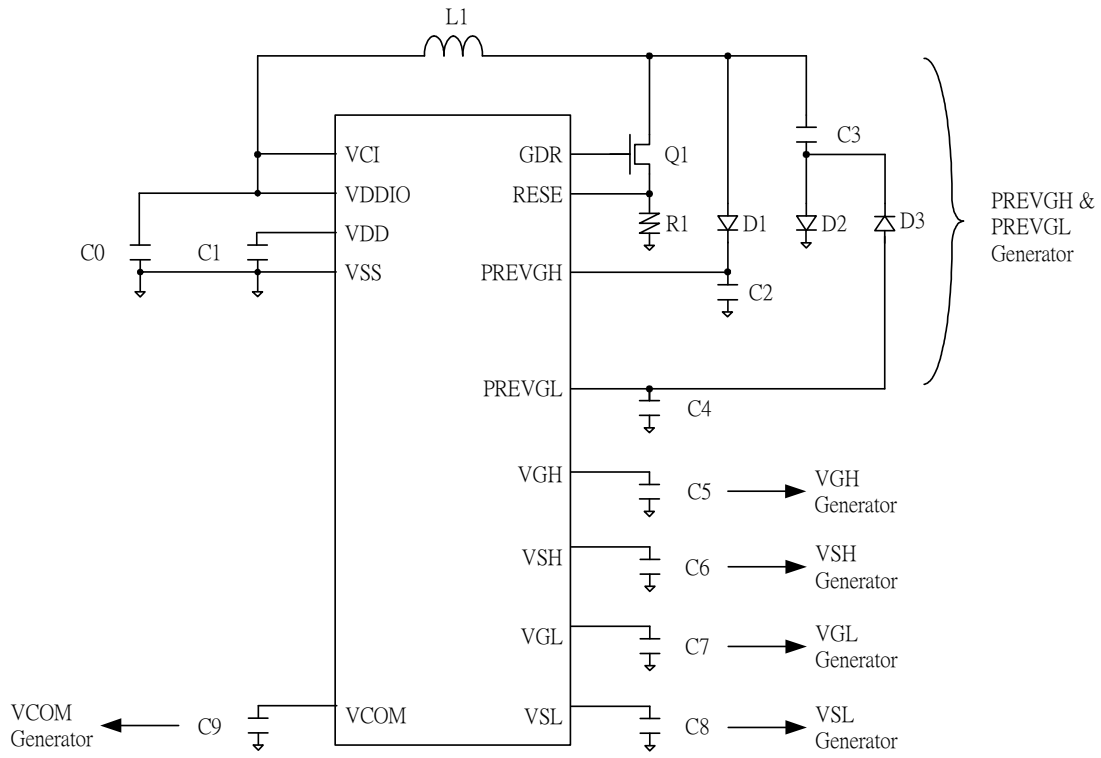 L1
VCI
GDR
Q1
C3
VDDIO
RESE
R1
D1
D2
D3
PREVGH &
PREVGL
Generator
C0
C1
VDD
VSS
PREVGH
C2
PREVGL
C4
VGH
C5
VGH
Generator
VSH
C6
VSH
Generator
VGL
C7
VGL
Generator
VCOM
Generator
C9
VCOM
VSL
C8
VSL
Generator